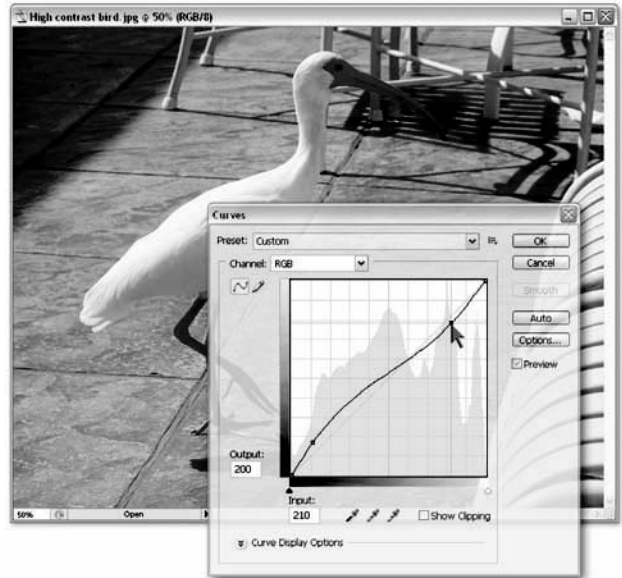 High contrast bird.jpg @ 50% (RGB/8)
Curves
Preset: Custom
OK
Channel: RGB
Cancel
Smooth
Auto
Options...
Preview
Output:
200
Input:
210
Show Clipping
Curve Display Options
50%
Open